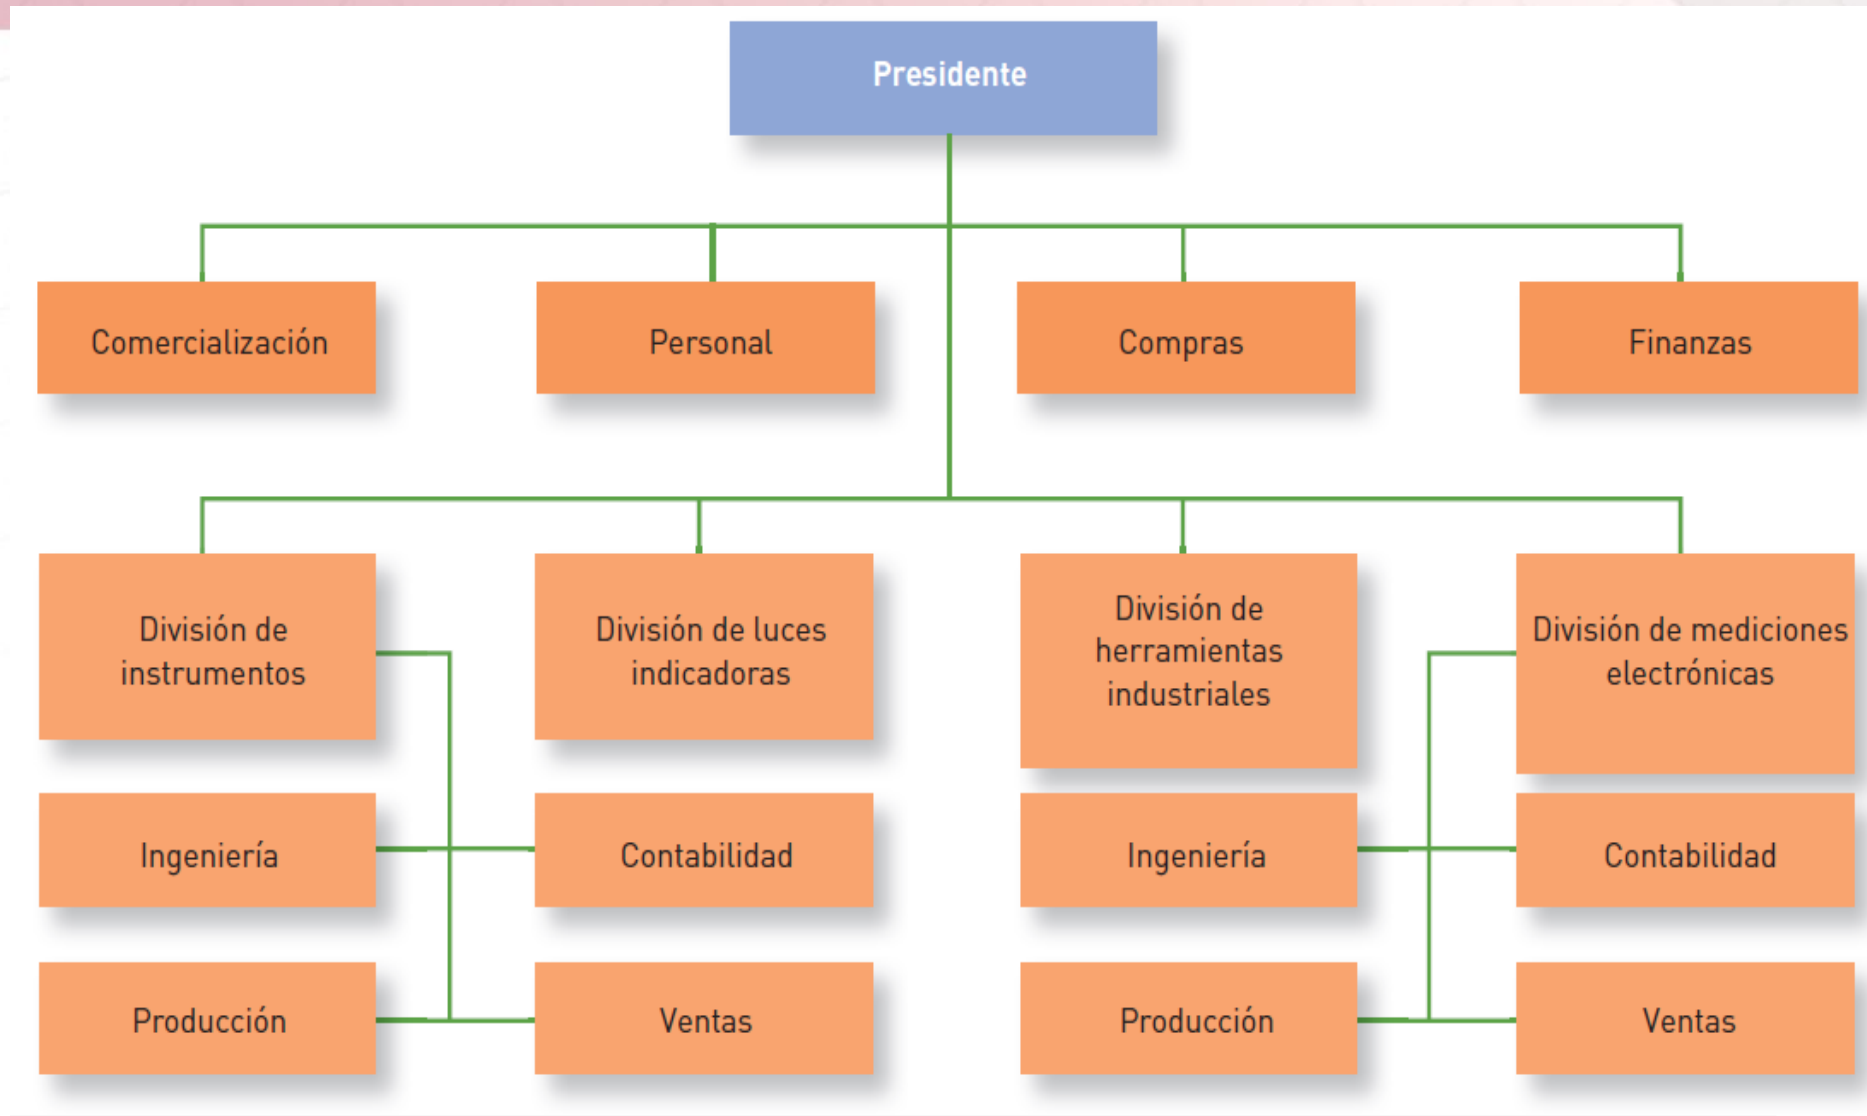 Presidente
Comercialización
Personal
Compras
Finanzas
División de
instrumentos
División de luces
indicadoras
División de
herramientas
industriales
División de mediciones
electrónicas
Ingeniería
Contabilidad
Ingeniería
Contabilidad
Producción
Ventas
Producción
Ventas